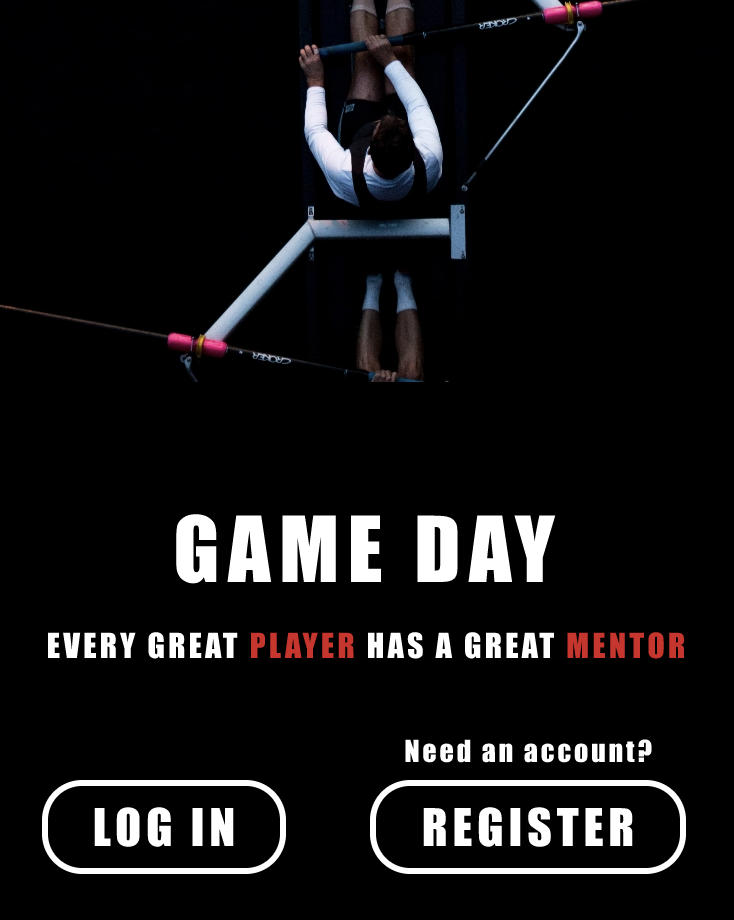 CROKER
CROKER
GAME DAY
EVERY GREAT PLAYER HAS A GREAT MENTOR
Need an account?
LOG IN REGISTER